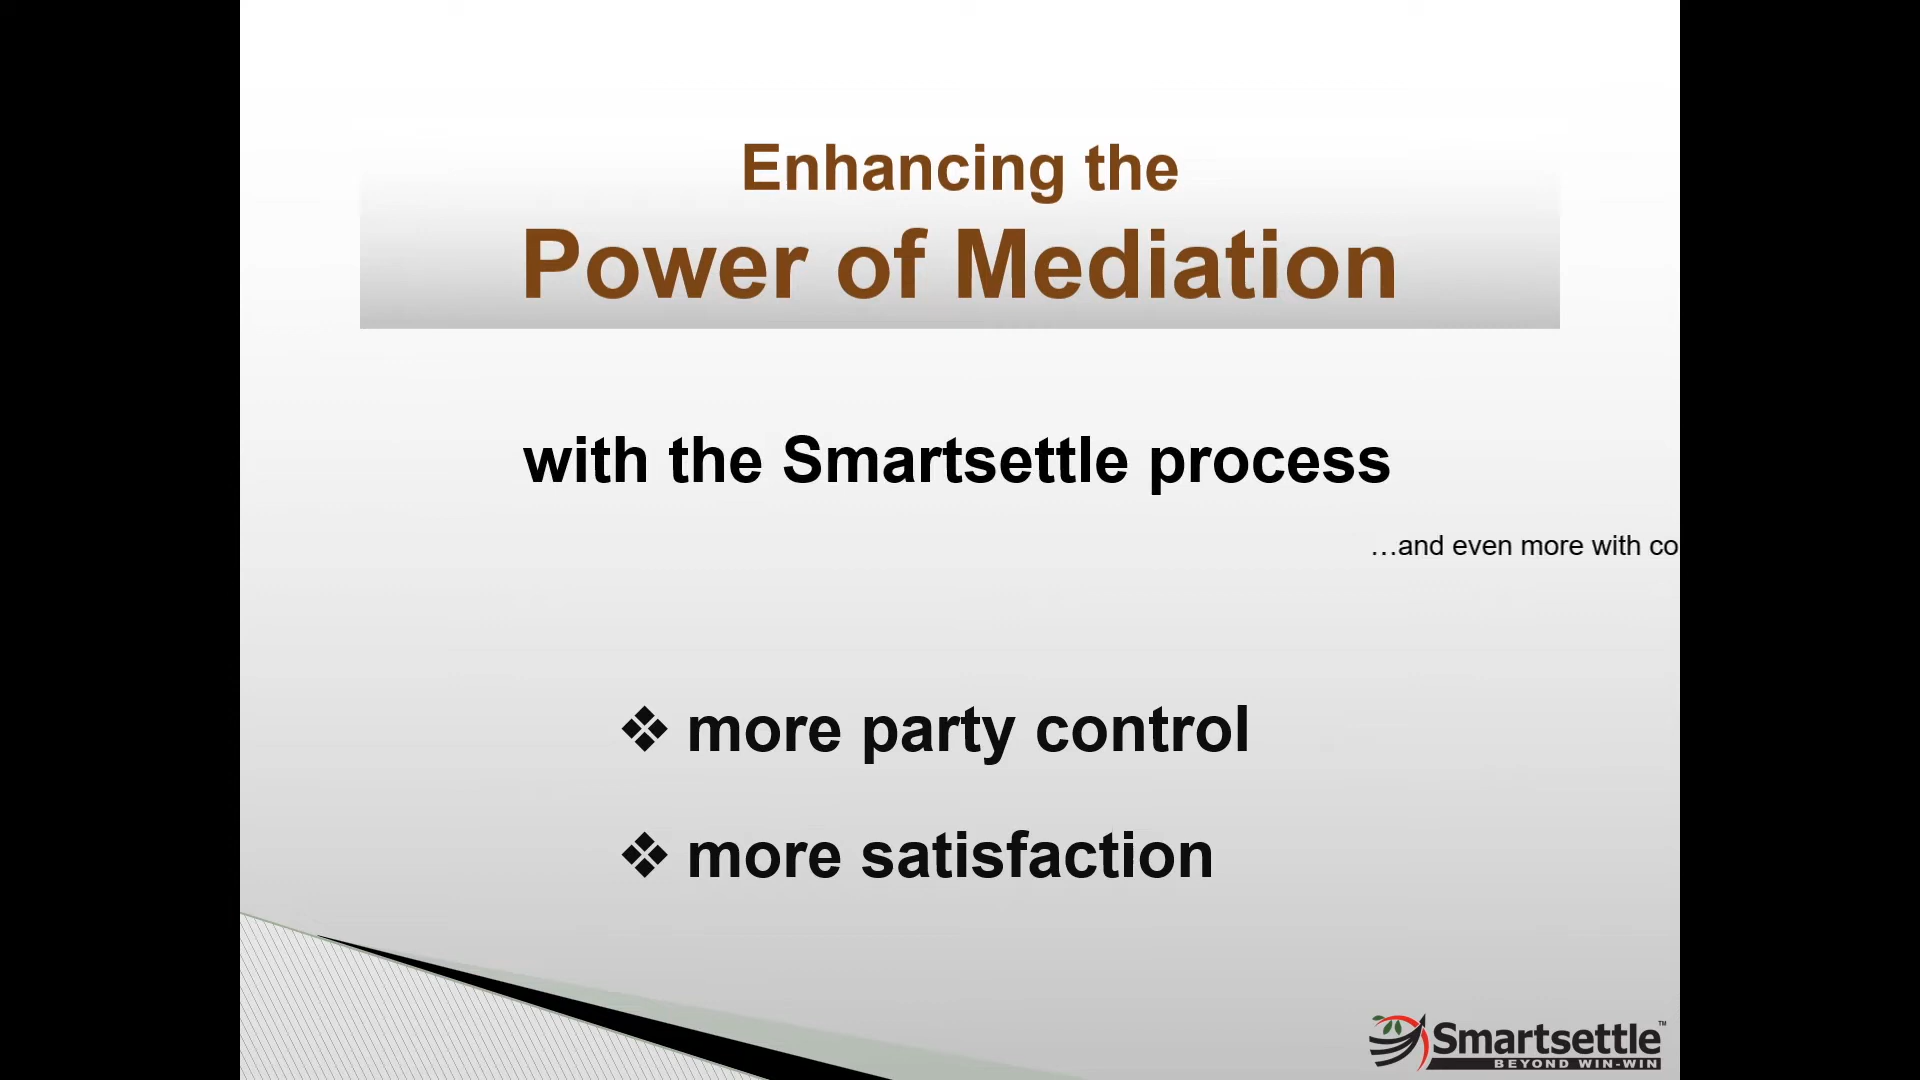 Enhancing the
Power of Mediation
with the Smartsettle process
…and even more with co
❖ more party control
❖ more satisfaction
Smartsettle™
BEYOND WIN-WIN